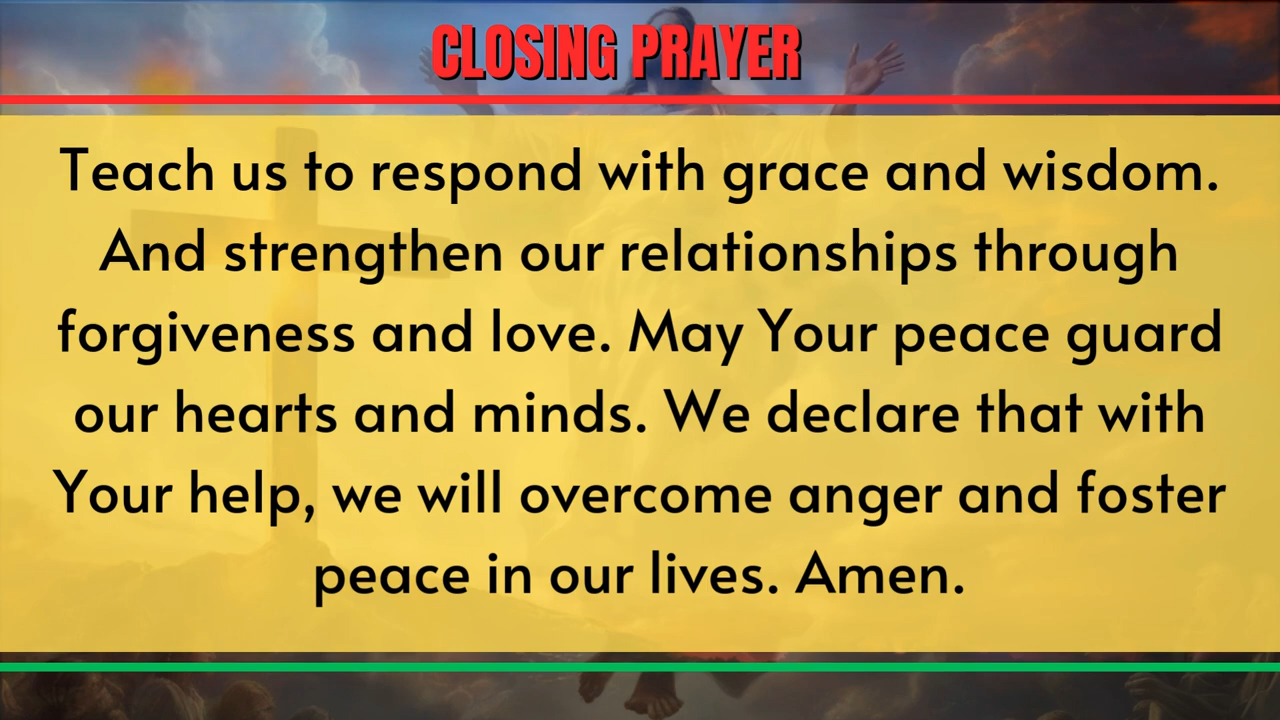 CLOSING PRAYER
Teach us to respond with grace and wisdom.
And strengthen our relationships through
forgiveness and love. May Your peace guard
our hearts and minds. We declare that with
Your help, we will overcome anger and foster
peace in our lives. Amen.